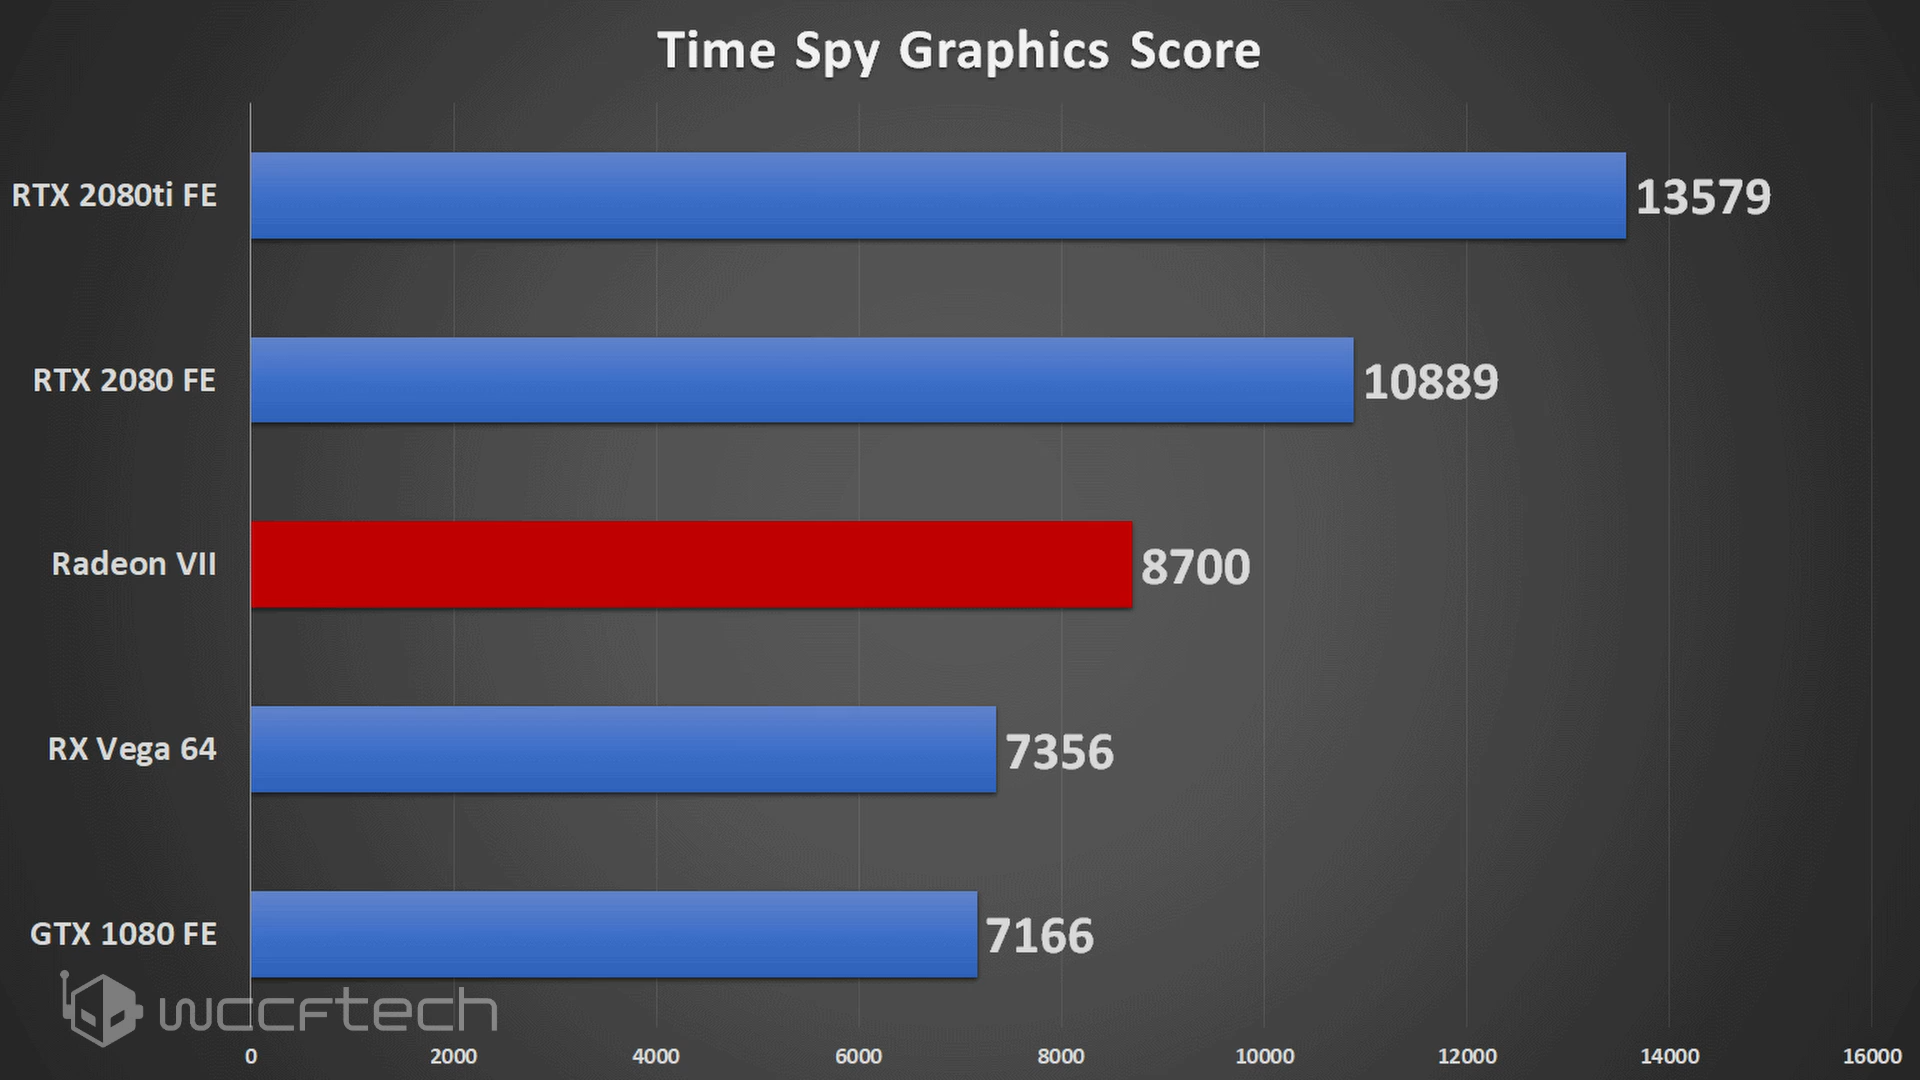 Time Spy Graphics Score
RTX 2080ti FE
13579
RTX 2080 FE
10889
Radeon VII
8700
RX Vega 64
7356
GTX 1080 FE
7166
wccftech
0 2000 4000 6000 8000 10000 12000 14000 16000